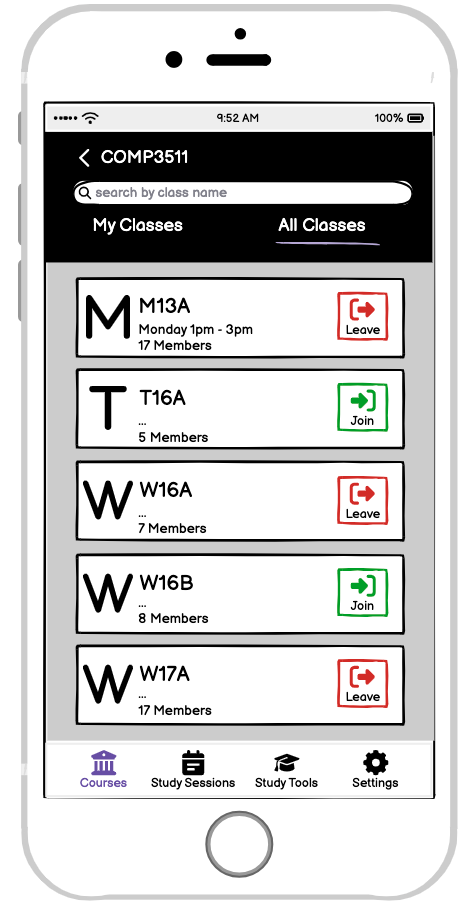 9:52 AM 100%
COMP3511
search by class name
My Classes All Classes
M M13A
Monday 1pm - 3pm
17 Members
Leave
T T16A
...
5 Members
Join
W W16A
...
7 Members
Leave
W W16B
...
8 Members
Join
W W17A
...
17 Members
Leave
Courses Study Sessions Study Tools Settings